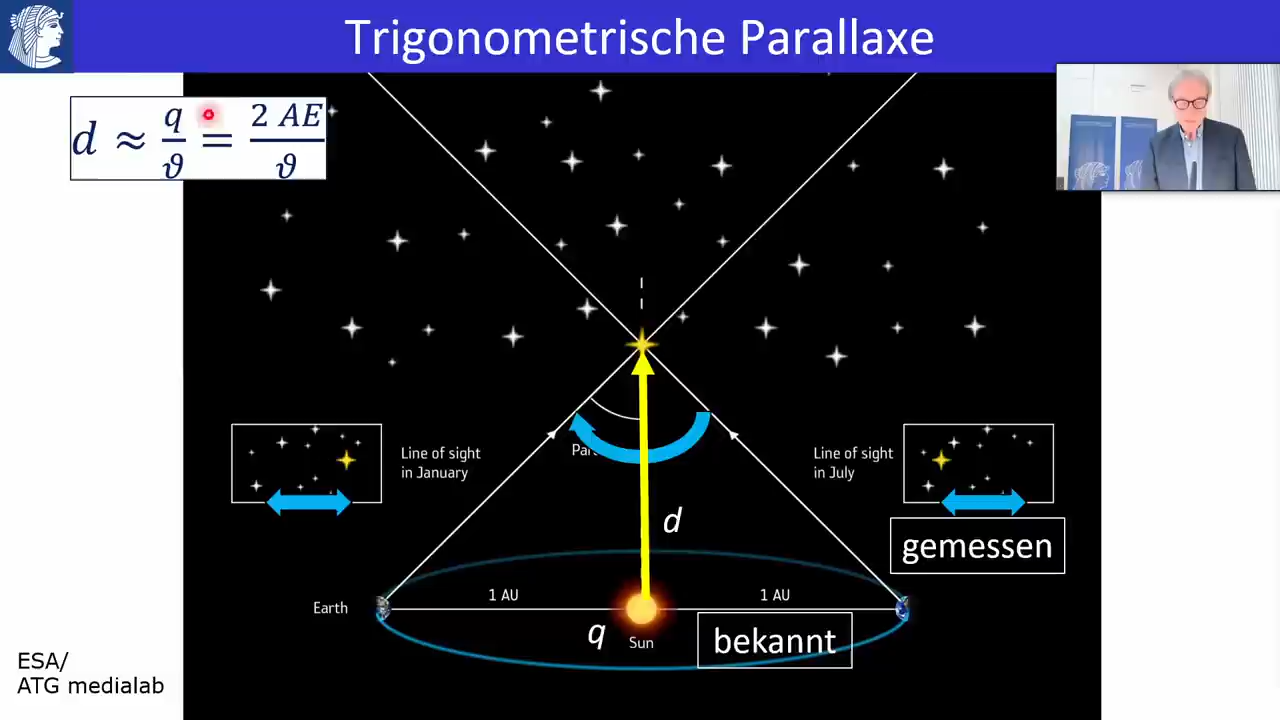 Trigonometrische Parallaxe
d ≈ q/ϑ = 2 AE/ϑ
Line of sight
in January
Line of sight
in July
d
gemessen
1 AU
1 AU
Earth
q
Sun
bekannt
ESA/
ATG medialab